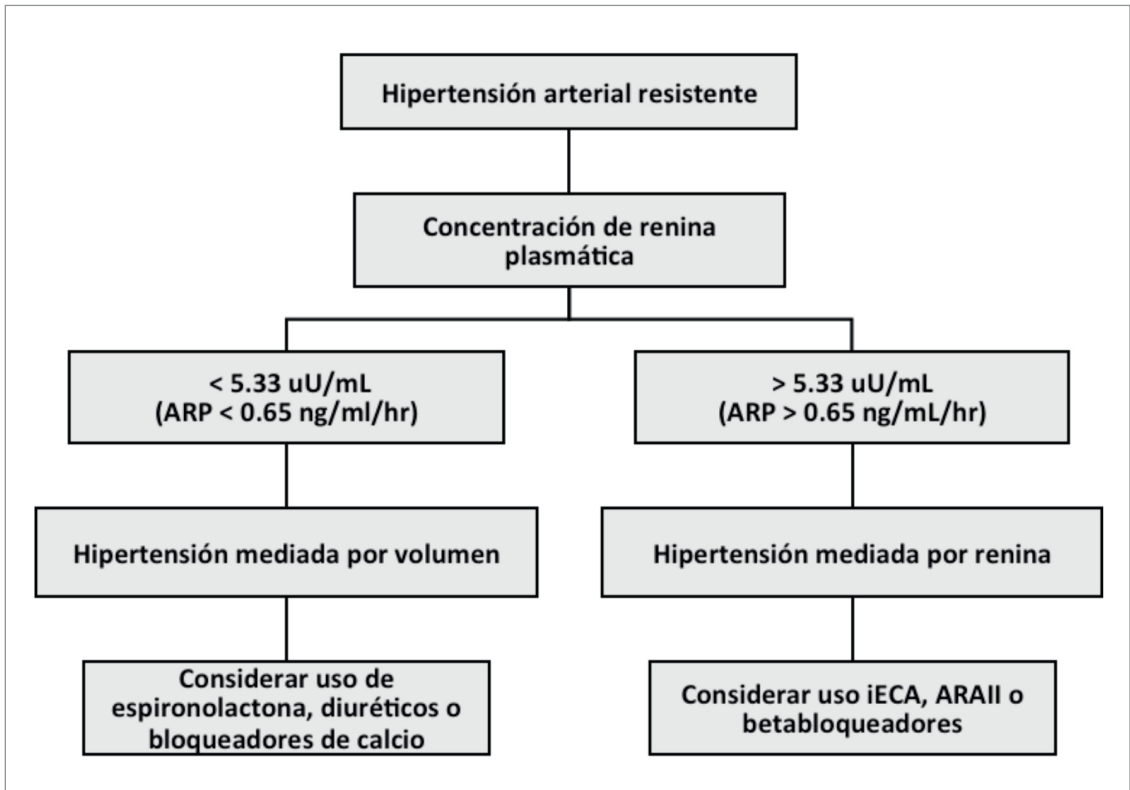 Hipertensión arterial resistente
Concentración de renina
plasmática
< 5.33 uU/mL
(ARP < 0.65 ng/ml/hr)
> 5.33 uU/mL
(ARP > 0.65 ng/mL/hr)
Hipertensión mediada por volumen
Hipertensión mediada por renina
Considerar uso de
espironolactona, diuréticos o
bloqueadores de calcio
Considerar uso iECA, ARAII o
betabloqueadores